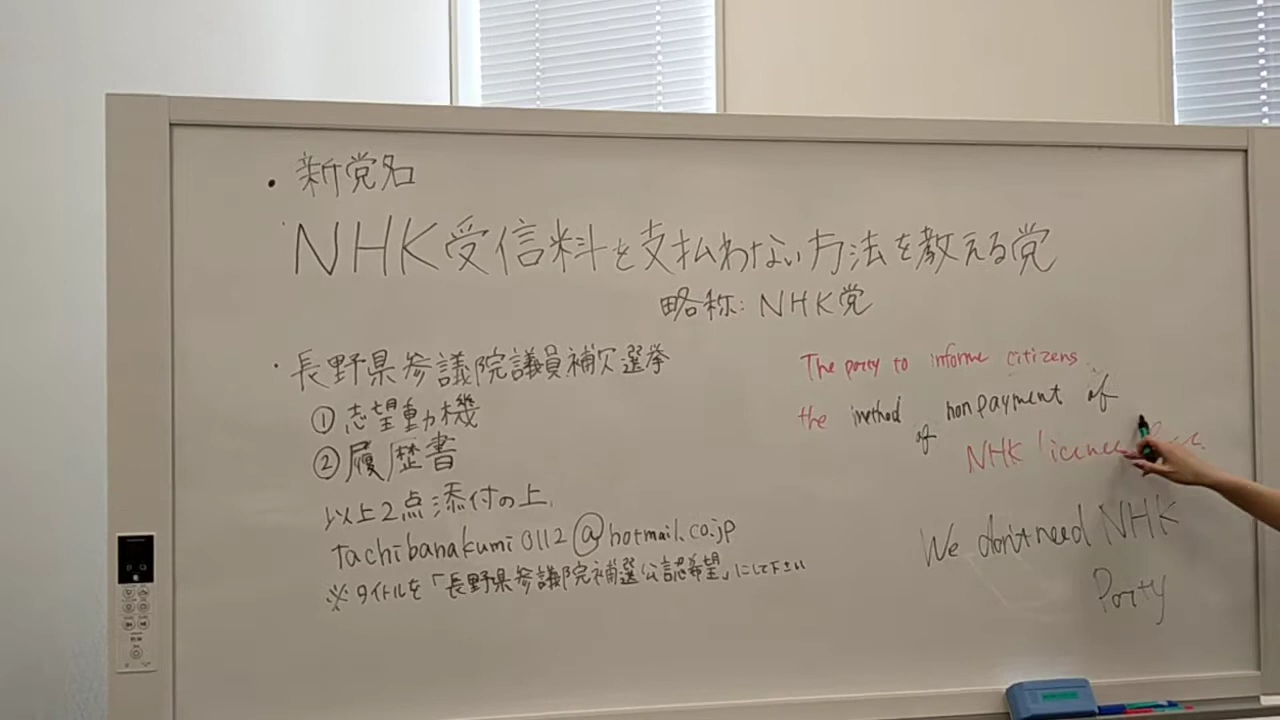 ・新党名
NHK受信料を支払わない方法を教える党
略称:NHK党
・長野県参議院議員補欠選挙
①志望動機
②履歴書
以上2点添付の上、
tachibanakumi0112@hotmail.co.jp
※タイトルを「長野県参議院補選公認希望」にして下さい
The party to informe citizens
the method of nonpayment of
NHK licence
We don't need NHK
Party